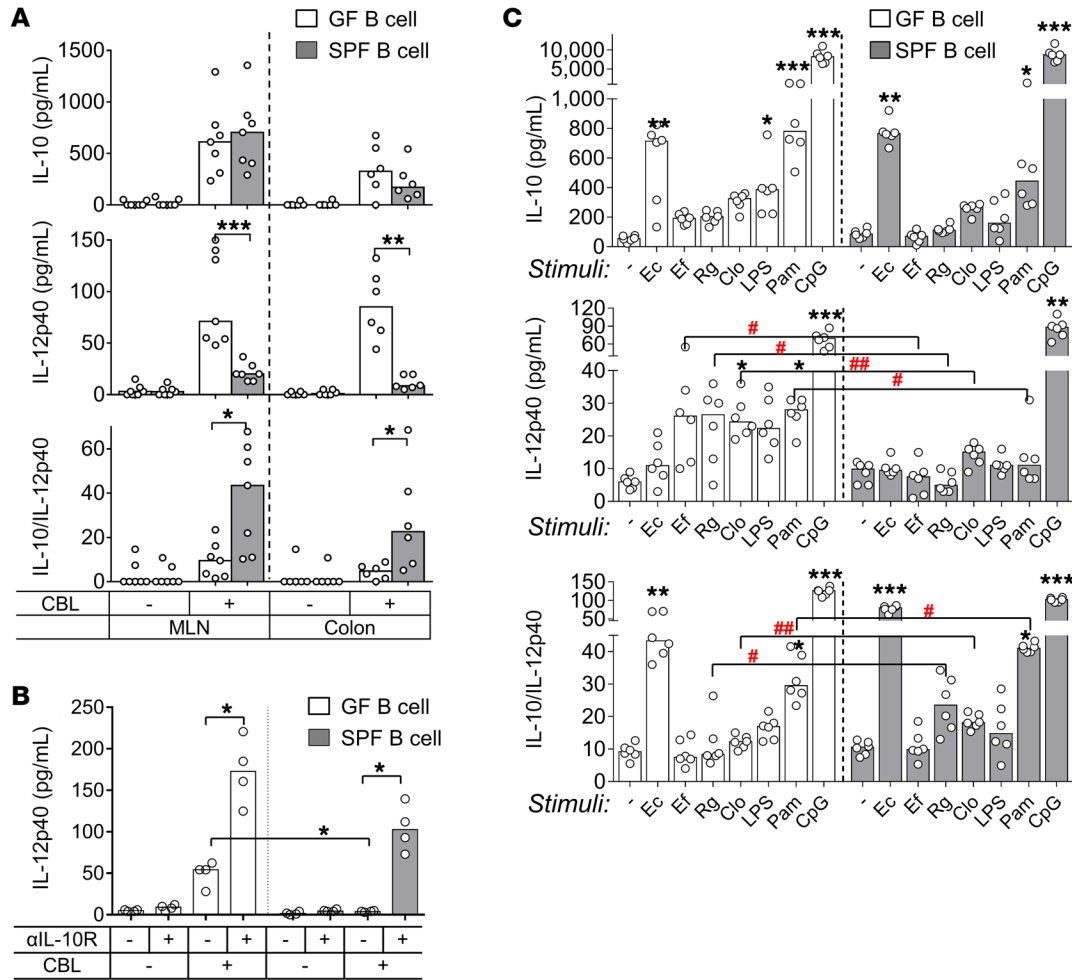 A
GF B cell
SPF B cell
IL-10 (pg/mL)
1500
1000
500
0
IL-12p40 (pg/mL)
150
100
50
0
***
**
IL-10/IL-12p40
60
40
20
0
*
*
CBL - + - +
MLN Colon
B
GF B cell
SPF B cell
IL-12p40 (pg/mL)
250
200
150
100
50
0
*
*
*
αIL-10R - + - + - + - +
CBL - + - +
C
GF B cell
SPF B cell
IL-10 (pg/mL)
10,000
5,000
1,000
800
600
400
200
0
** * *** *** ** * ***
Stimuli: - Ec Ef Rg Clo LPS Pam CpG - Ec Ef Rg Clo LPS Pam CpG
IL-12p40 (pg/mL)
120
90
60
40
30
20
10
0
*** **
#
#
* * ##
#
Stimuli: - Ec Ef Rg Clo LPS Pam CpG - Ec Ef Rg Clo LPS Pam CpG
IL-10/IL-12p40
150
100
50
40
30
20
10
0
** *** *** ***
#
##
* *
#
Stimuli: - Ec Ef Rg Clo LPS Pam CpG - Ec Ef Rg Clo LPS Pam CpG